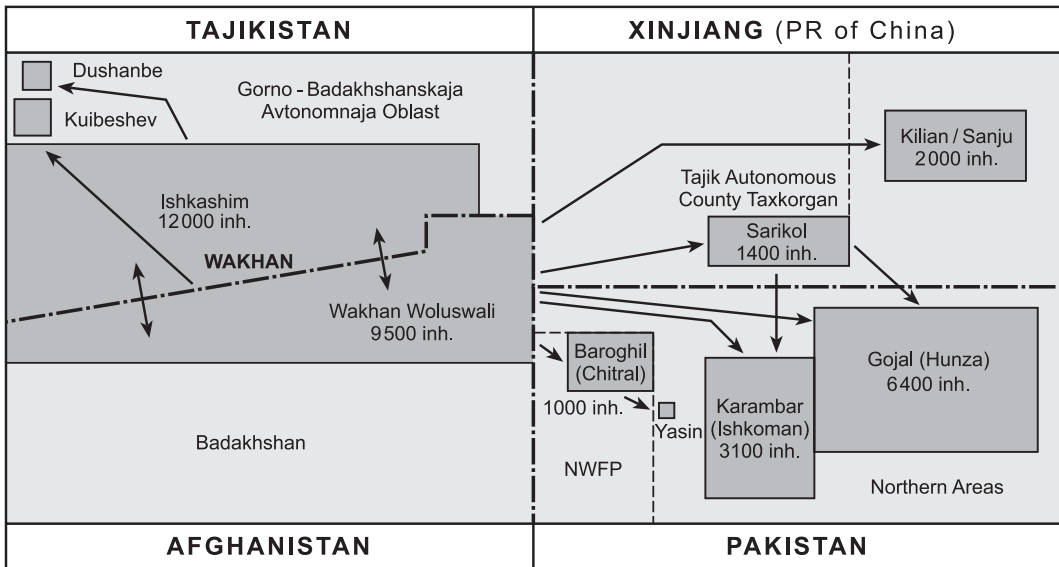 TAJIKISTAN
XINJIANG (PR of China)
Dushanbe
Kuibeshev
Gorno - Badakhshanskaja
Avtonomnaja Oblast
Kilian / Sanju
2000 inh.
Tajik Autonomous
County Taxkorgan
Ishkashim
12000 inh.
Sarikol
1400 inh.
WAKHAN
Wakhan Woluswali
9500 inh.
Baroghil
(Chitral)
1000 inh.
Yasin
Karambar
(Ishkoman)
3100 inh.
Gojal (Hunza)
6400 inh.
Badakhshan
NWFP
Northern Areas
AFGHANISTAN
PAKISTAN